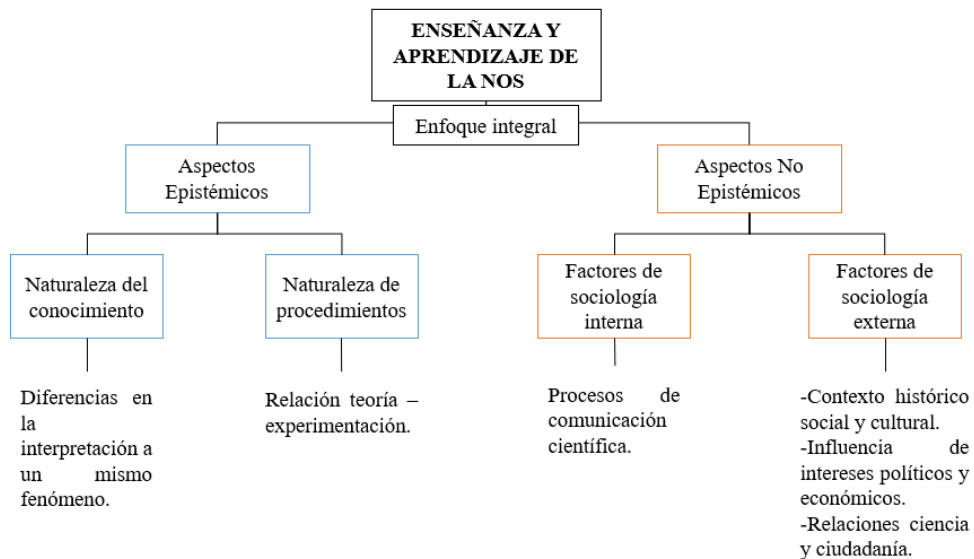 ENSEÑANZA Y
APRENDIZAJE DE
LA NOS
Enfoque integral
Aspectos
Epistémicos
Aspectos No
Epistémicos
Naturaleza del
conocimiento
Naturaleza de
procedimientos
Factores de
sociología
interna
Factores de
sociología
externa
Diferencias en
la
interpretación a
un mismo
fenómeno.
Relación teoría –
experimentación.
Procesos de
comunicación
científica.
-Contexto histórico
social y cultural.
-Influencia de
intereses políticos y
económicos.
-Relaciones ciencia
y ciudadanía.